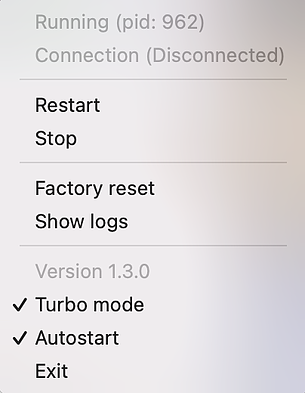 Running (pid: 962)
Connection (Disconnected)
Restart
Stop
Factory reset
Show logs
Version 1.3.0
✓ Turbo mode
✓ Autostart
Exit